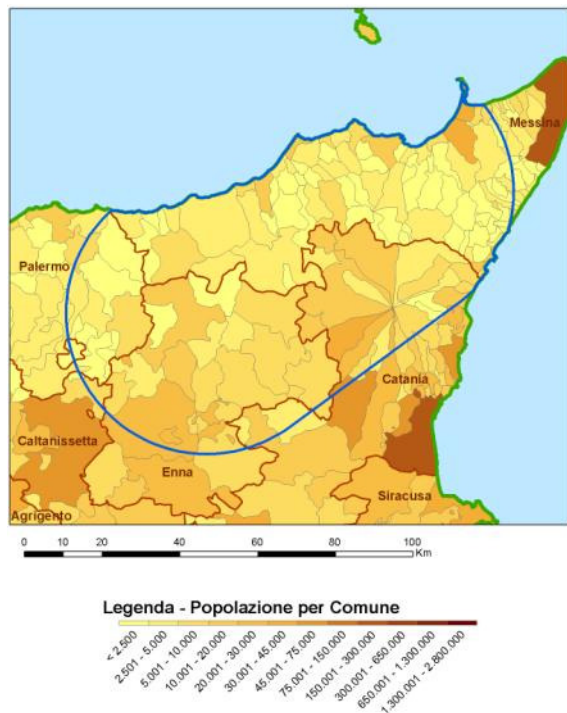 Messina
Palermo
Catania
Caltanissetta
Enna
Siracusa
Agrigento
0 10 20 40 60 80 100
Km
Legenda - Popolazione per Comune
< 2.500
2.501 - 5.000
5.001 - 10.000
10.001 - 20.000
20.001 - 30.000
30.001 - 45.000
45.001 - 75.000
75.001 - 150.000
150.001 - 300.000
300.001 - 650.000
650.001 - 1.300.000
1.300.001 - 2.800.000